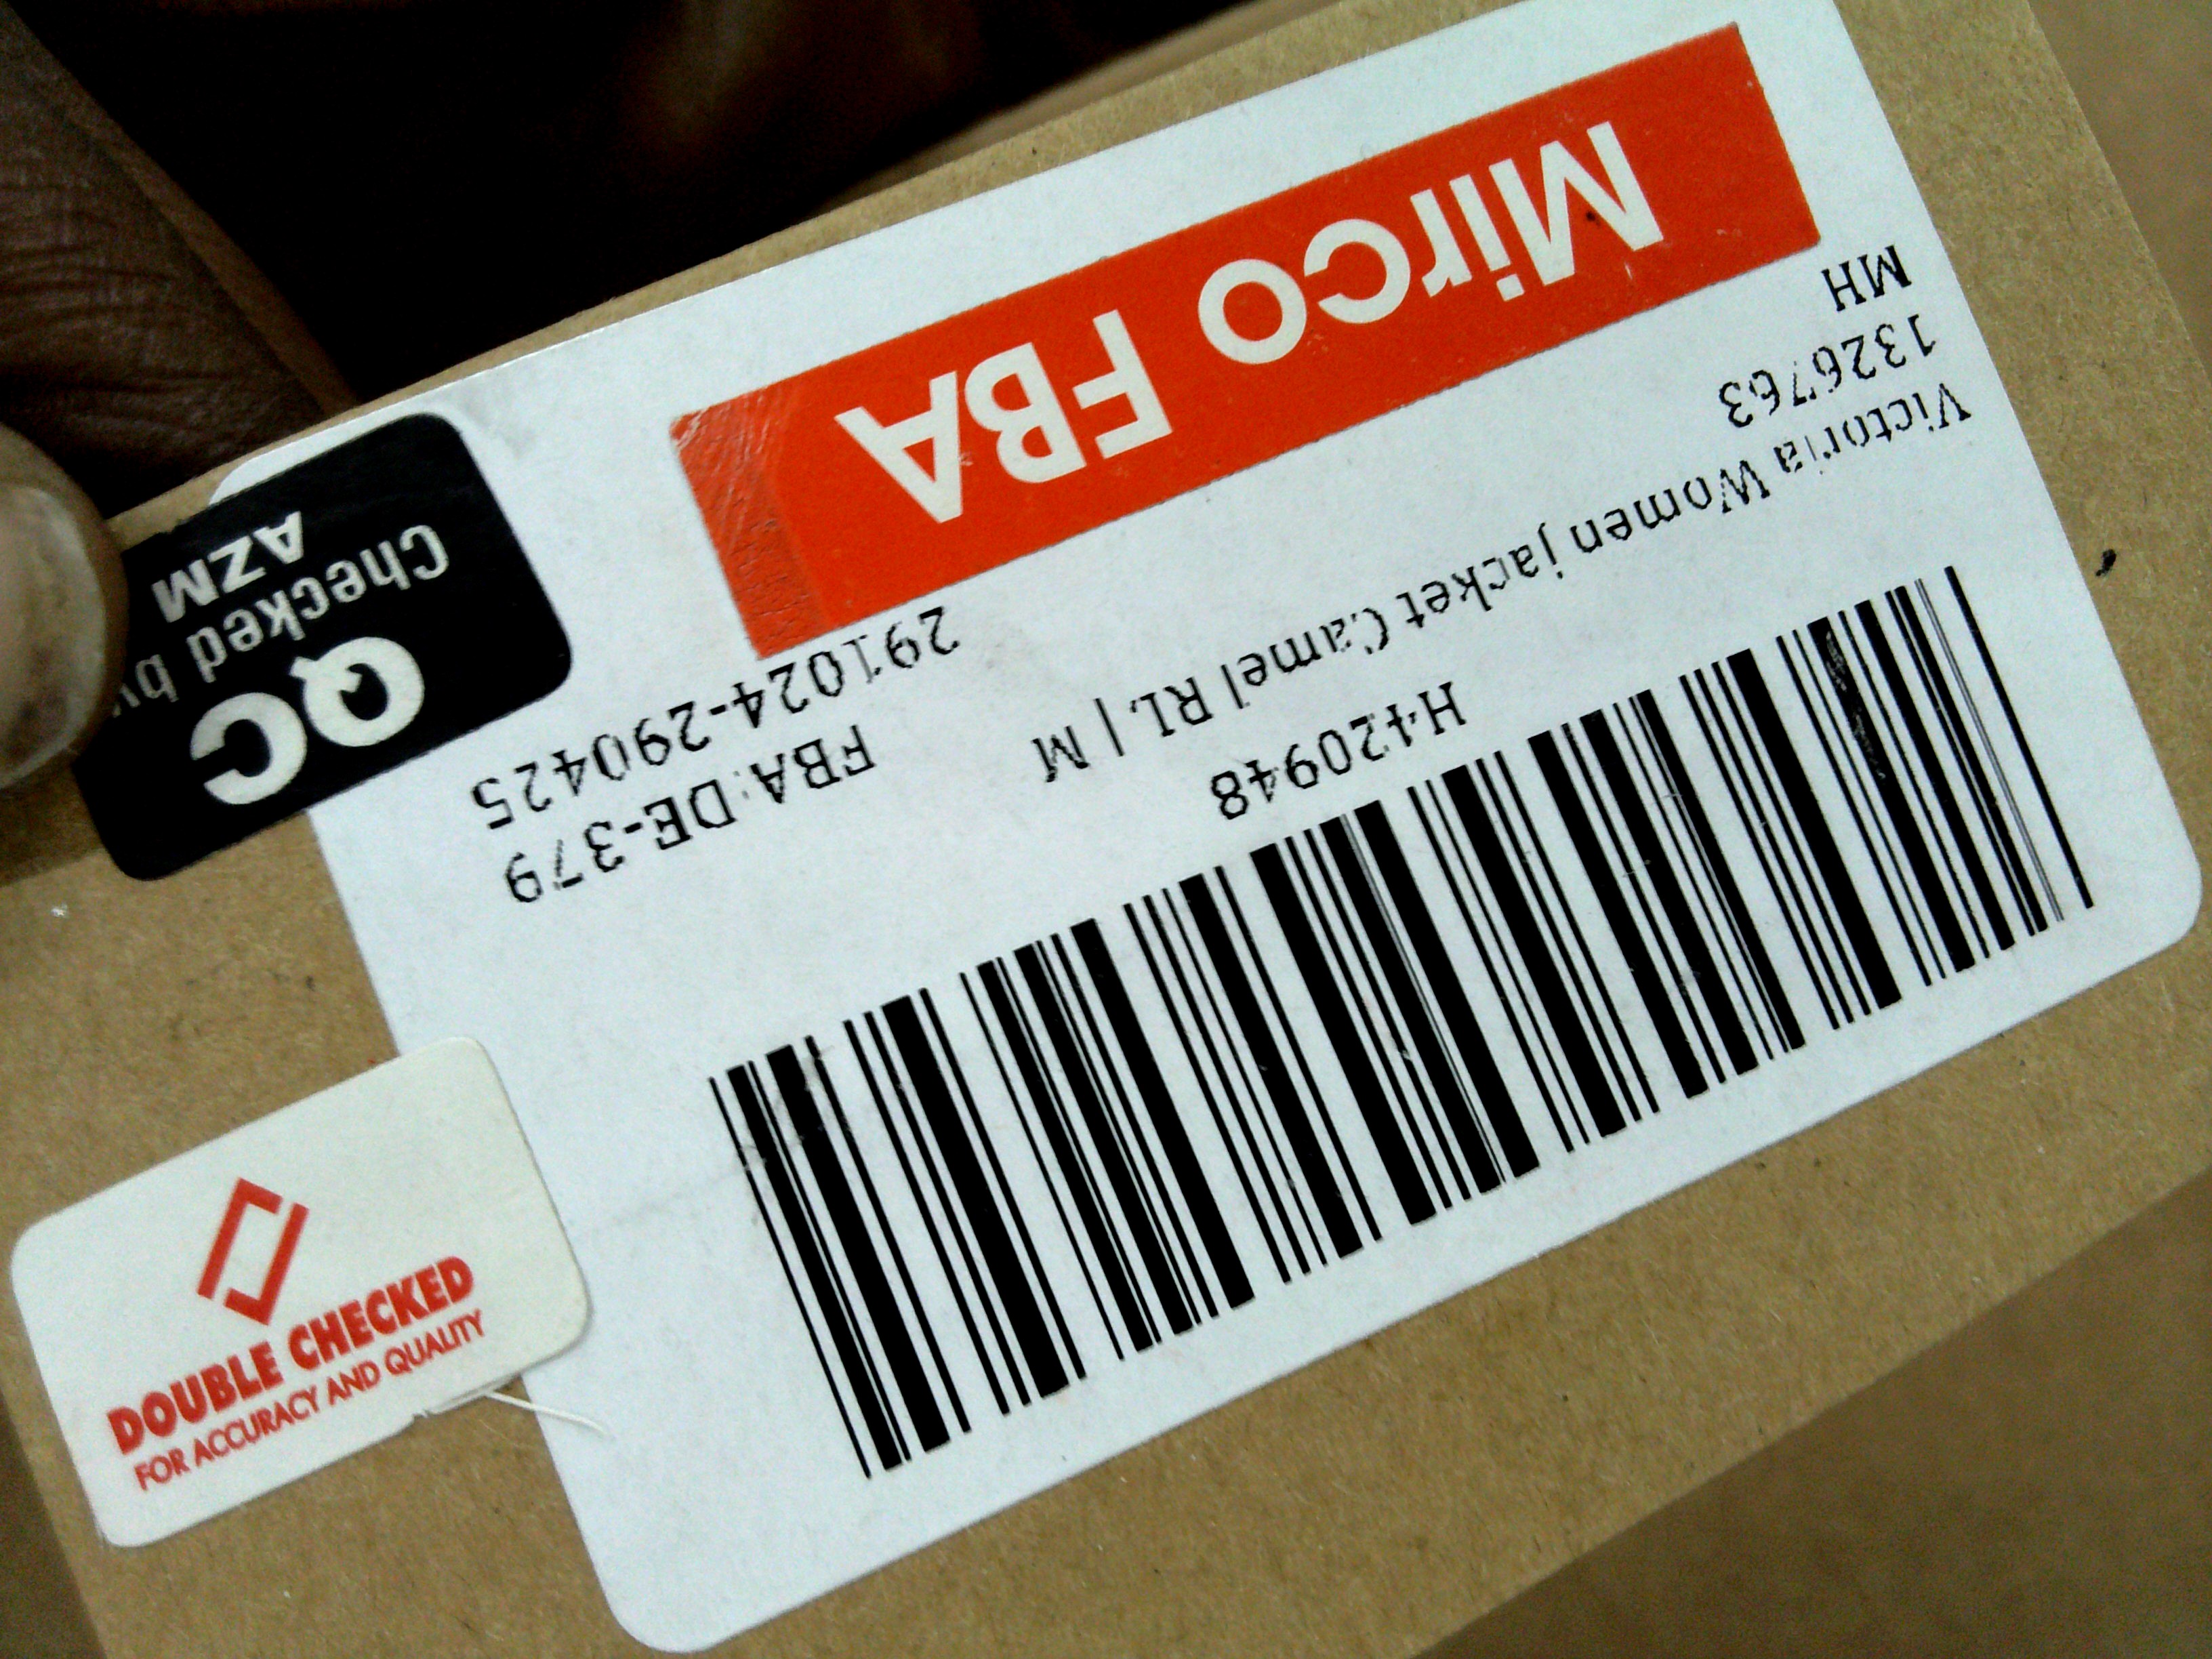 H4420948
Victoria Women jacket Camel RL | M
1326763
MH
FBA:DE-379
291024-290425
Mirco FBA
QC
Checked by
AZM
DOUBLE CHECKED
FOR ACCURACY AND QUALITY